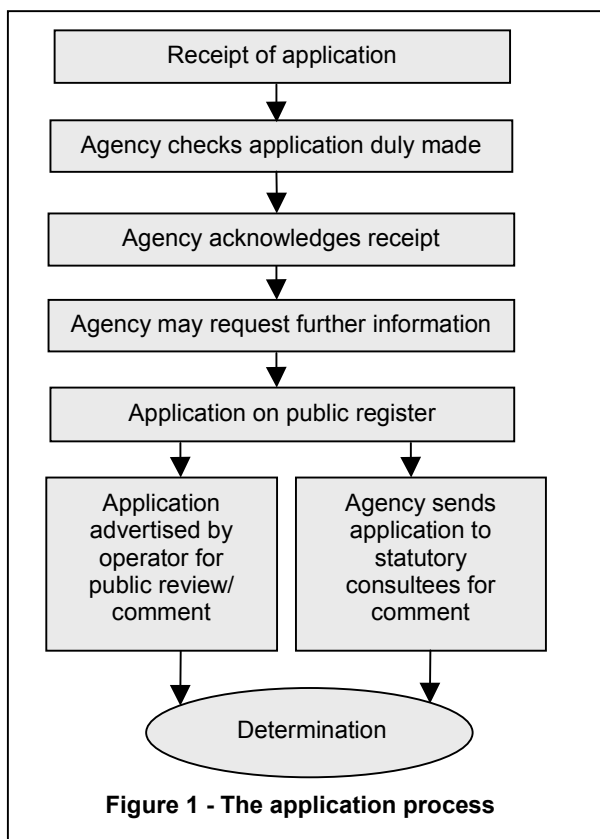 Receipt of application
Agency checks application duly made
Agency acknowledges receipt
Agency may request further information
Application on public register
Application
advertised by
operator for
public review/
comment
Agency sends
application to
statutory
consultees for
comment
Determination
Figure 1 - The application process